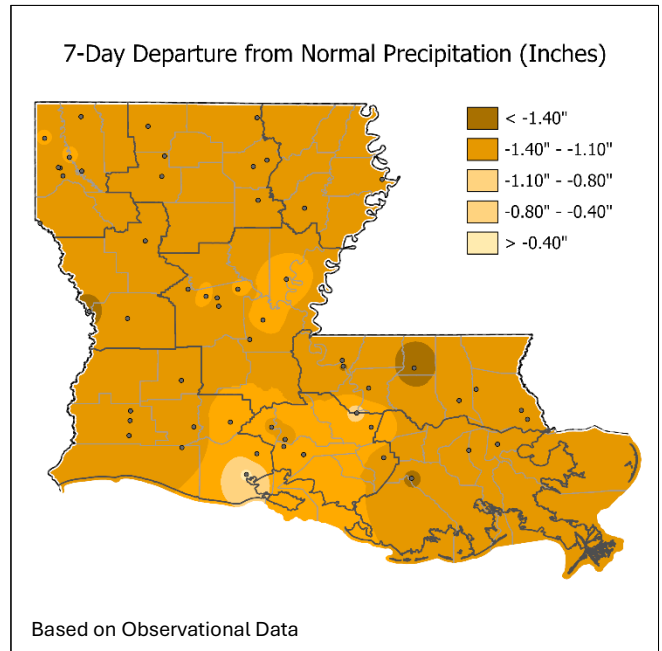 7-Day Departure from Normal Precipitation (Inches)
< -1.40"
-1.40" - -1.10"
-1.10" - -0.80"
-0.80" - -0.40"
> -0.40"
Based on Observational Data